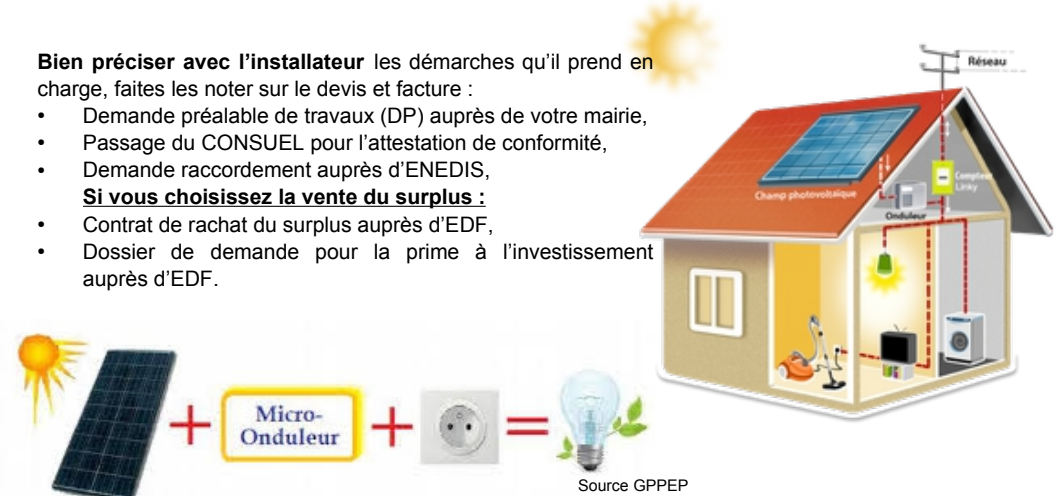 Bien préciser avec l’installateur les démarches qu’il prend en
charge, faites les noter sur le devis et facture :
• Demande préalable de travaux (DP) auprès de votre mairie,
• Passage du CONSUEL pour l’attestation de conformité,
• Demande raccordement auprès d’ENEDIS,
Si vous choisissez la vente du surplus :
• Contrat de rachat du surplus auprès d’EDF,
• Dossier de demande pour la prime à l’investissement
auprès d’EDF.
Réseau
Champ photovoltaïque
Compteur
Linky
Onduleur
Micro-
Onduleur
Source GPPEP